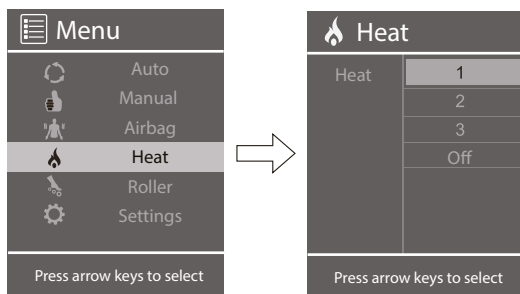 Menu
Auto
Manual
Airbag
Heat
Roller
Settings
Press arrow keys to select
Heat
Heat
1
2
3
Off
Press arrow keys to select